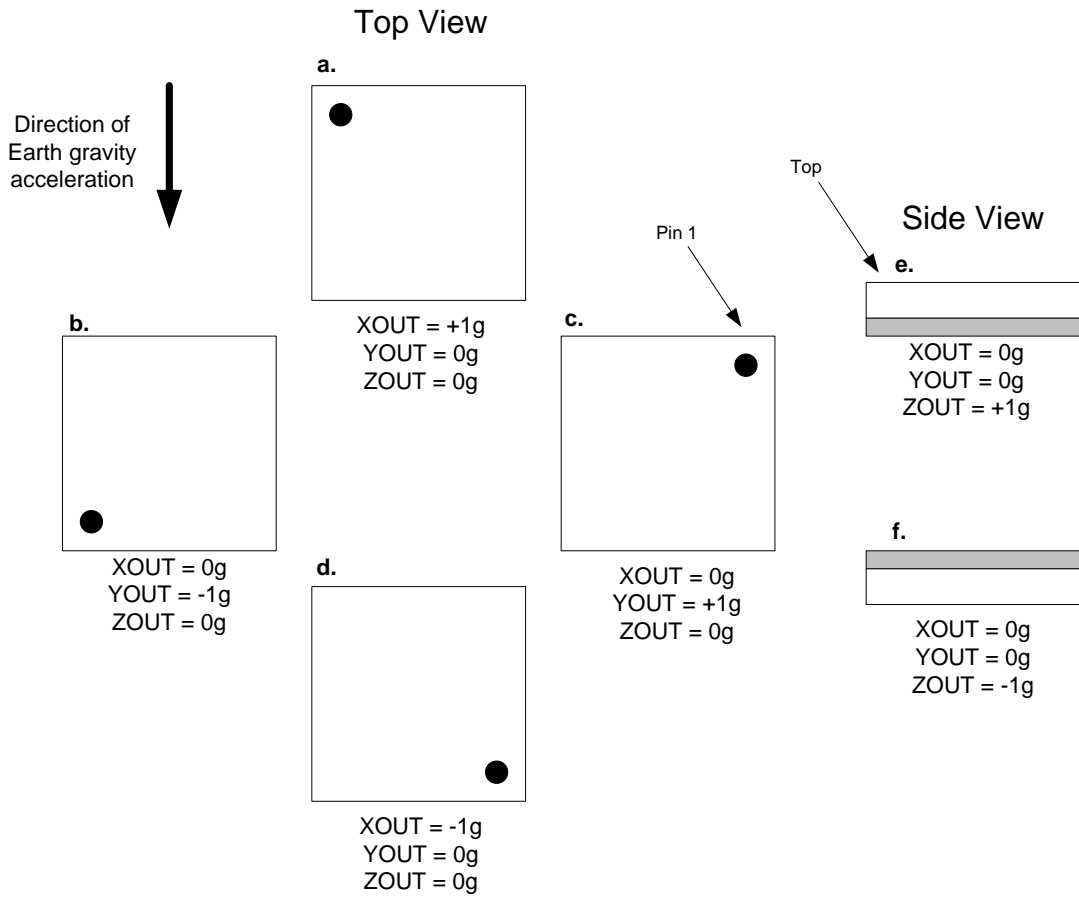 Top View
a.
Direction of
Earth gravity
acceleration
XOUT = +1g
YOUT = 0g
ZOUT = 0g
b.
XOUT = 0g
YOUT = -1g
ZOUT = 0g
Pin 1
c.
XOUT = 0g
YOUT = +1g
ZOUT = 0g
d.
XOUT = -1g
YOUT = 0g
ZOUT = 0g
Top
Side View
e.
XOUT = 0g
YOUT = 0g
ZOUT = +1g
f.
XOUT = 0g
YOUT = 0g
ZOUT = -1g